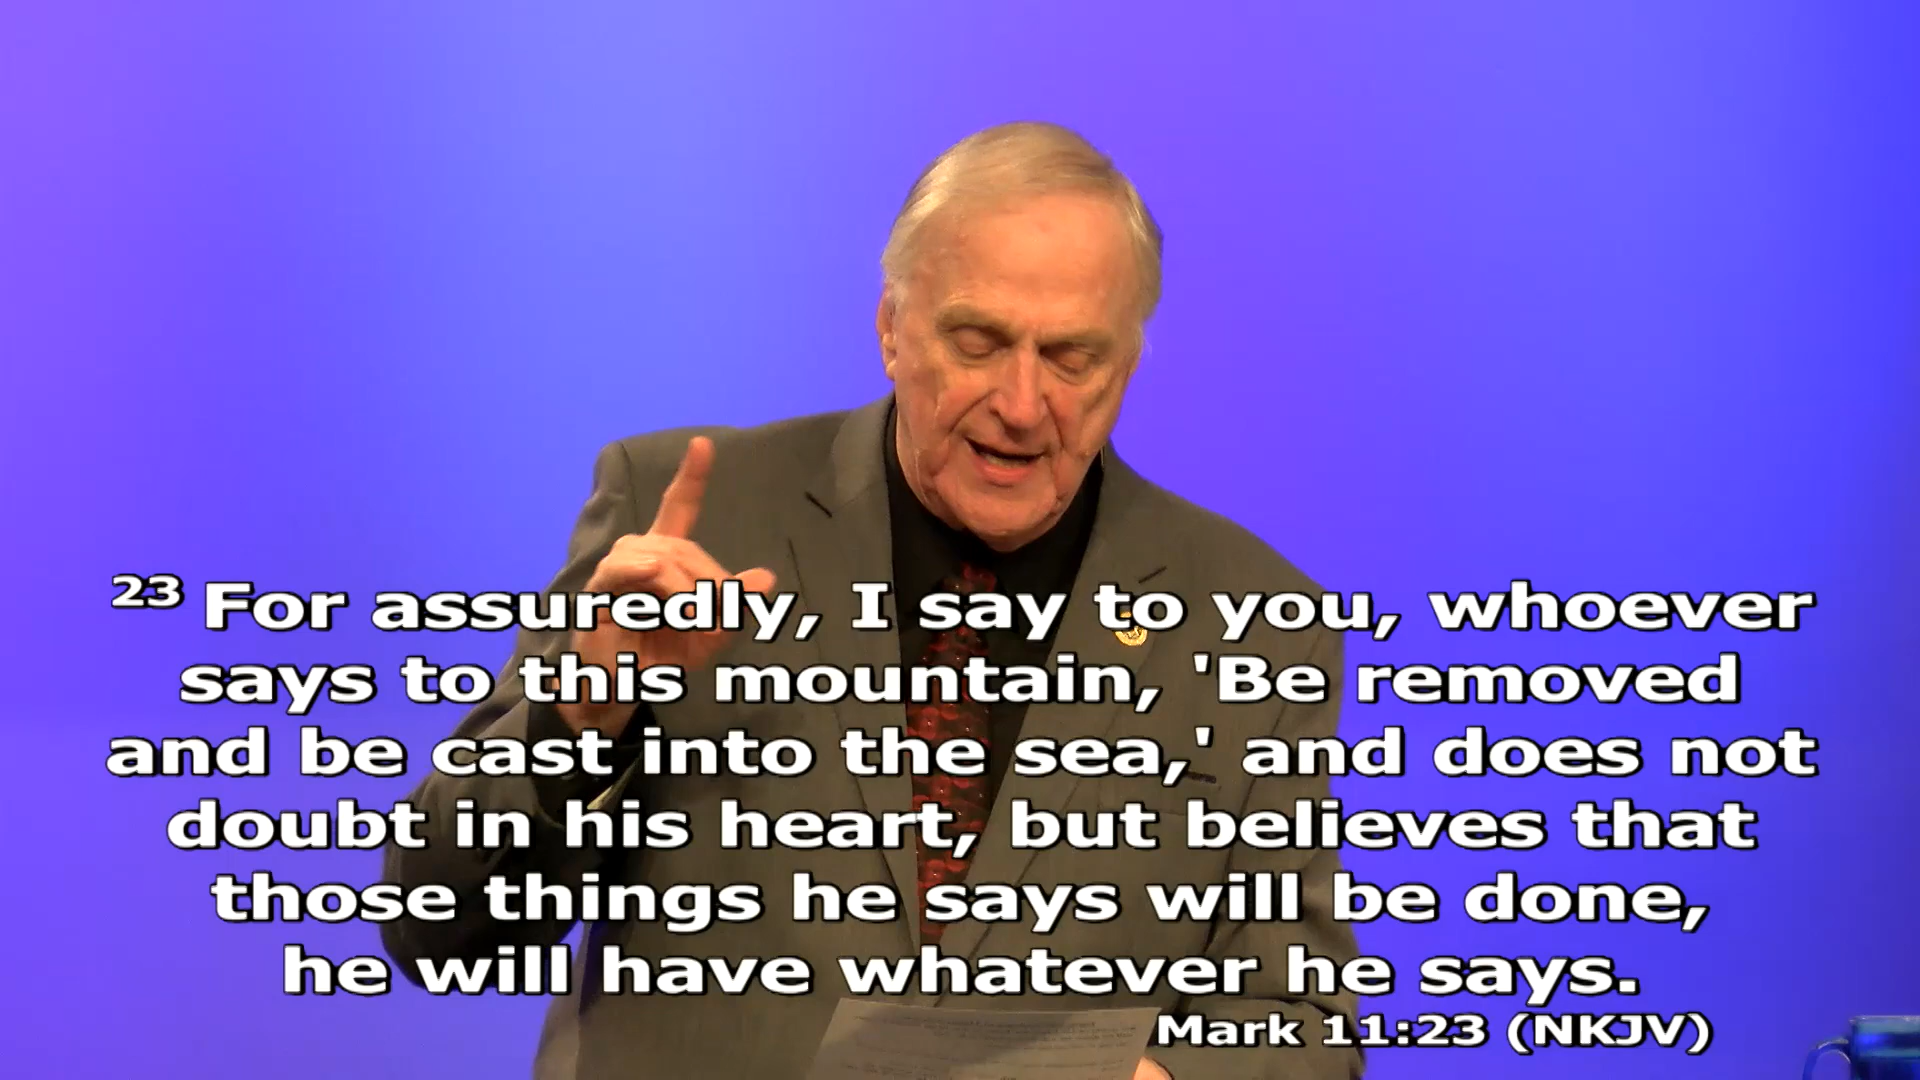 23 For assuredly, I say to you, whoever
says to this mountain, 'Be removed
and be cast into the sea,' and does not
doubt in his heart, but believes that
those things he says will be done,
he will have whatever he says.
Mark 11:23 (NKJV)